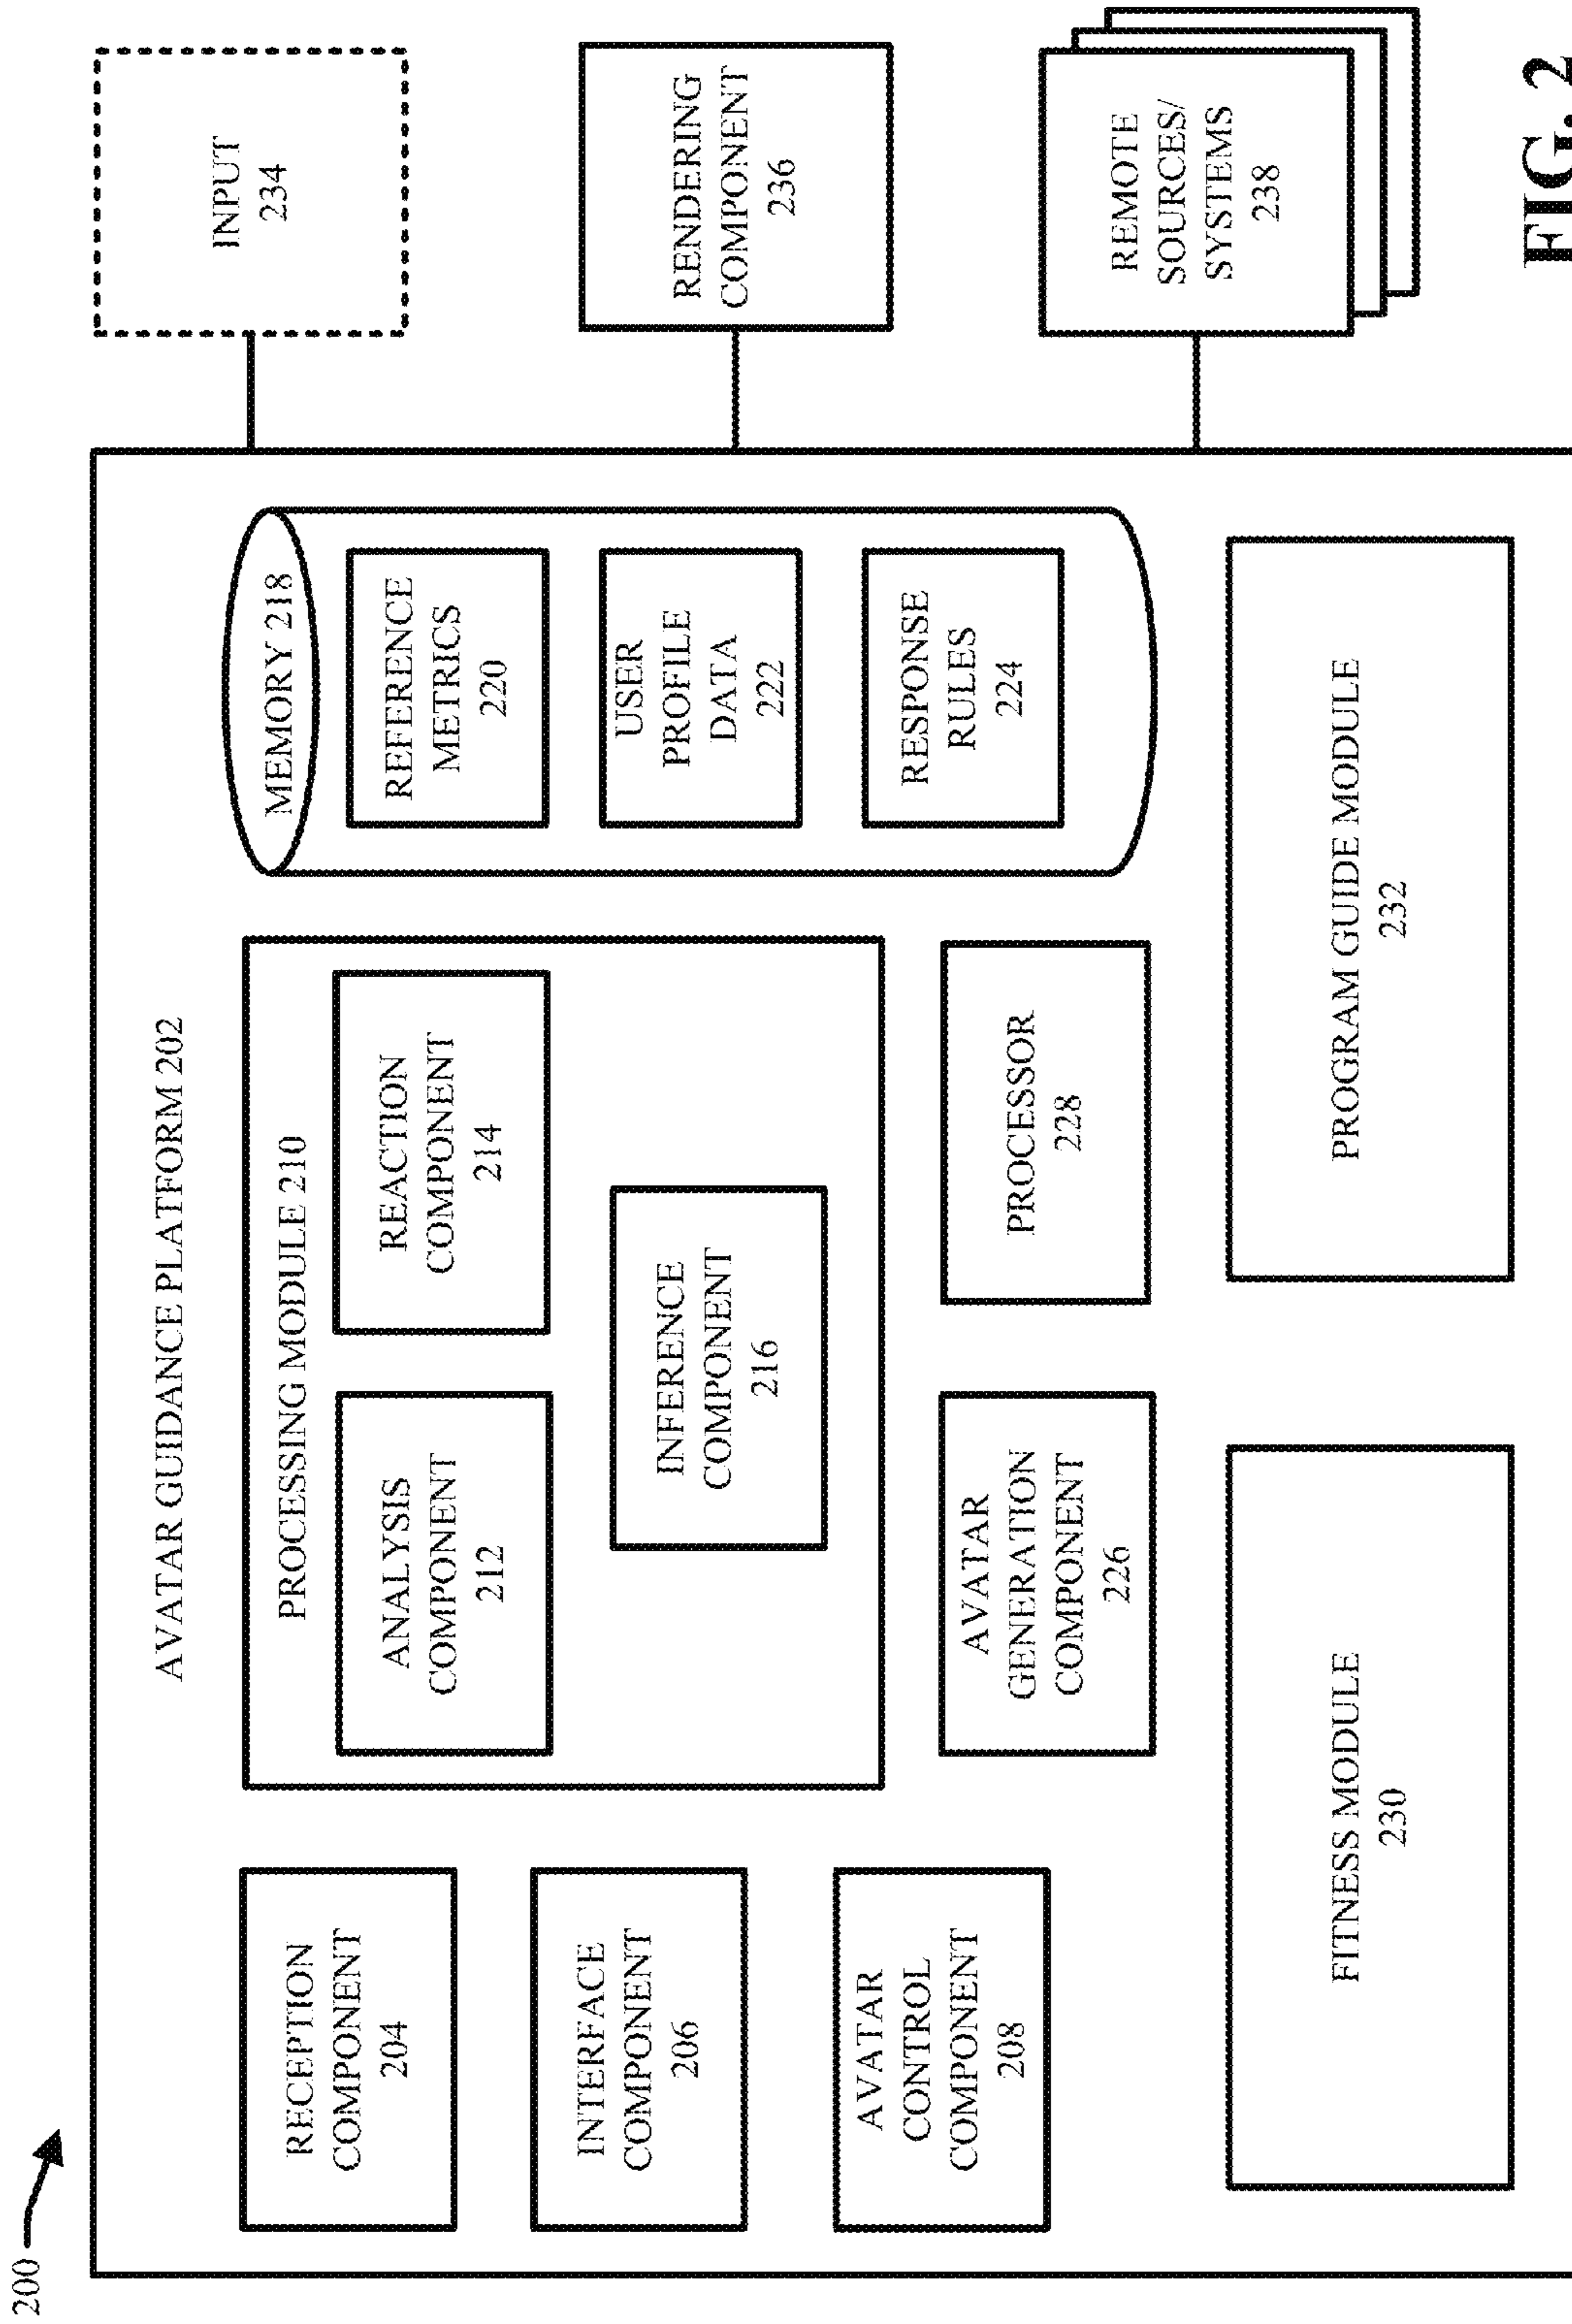 200
AVATAR GUIDANCE PLATFORM 202
RECEPTION
COMPONENT
204
INTERFACE
COMPONENT
206
AVATAR
CONTROL
COMPONENT
208
PROCESSING MODULE 210
ANALYSIS
COMPONENT
212
REACTION
COMPONENT
214
INFERENCE
COMPONENT
216
AVATAR
GENERATION
COMPONENT
226
PROCESSOR
228
MEMORY 218
REFERENCE
METRICS
220
USER
PROFILE
DATA
222
RESPONSE
RULES
224
FITNESS MODULE
230
PROGRAM GUIDE MODULE
232
INPUT
234
RENDERING
COMPONENT
236
REMOTE
SOURCES/
SYSTEMS
238
FIG. 2